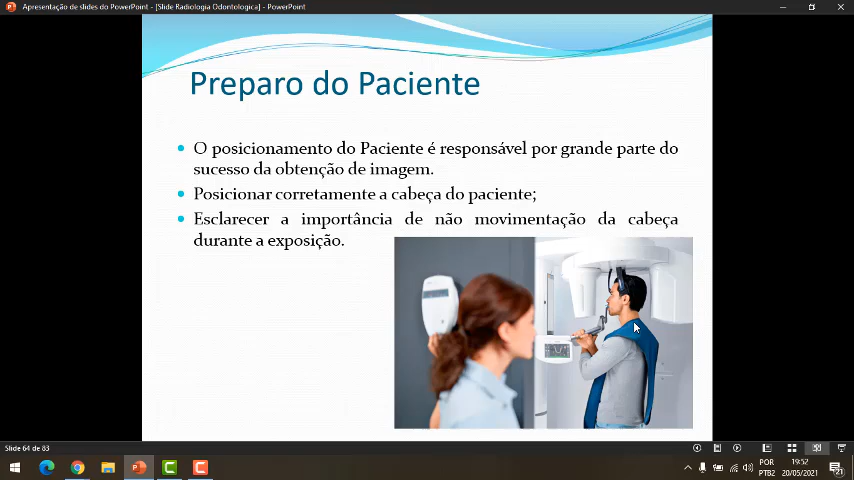 Apresentação de slides do PowerPoint - [Slide Radiologia Odontologica] - PowerPoint
Preparo do Paciente
O posicionamento do Paciente é responsável por grande parte do
sucesso da obtenção de imagem.
Posicionar corretamente a cabeça do paciente;
Esclarecer a importância de não movimentação da cabeça
durante a exposição.
Slide 64 de 83
POR
PTB2
19:52
20/05/2021
21